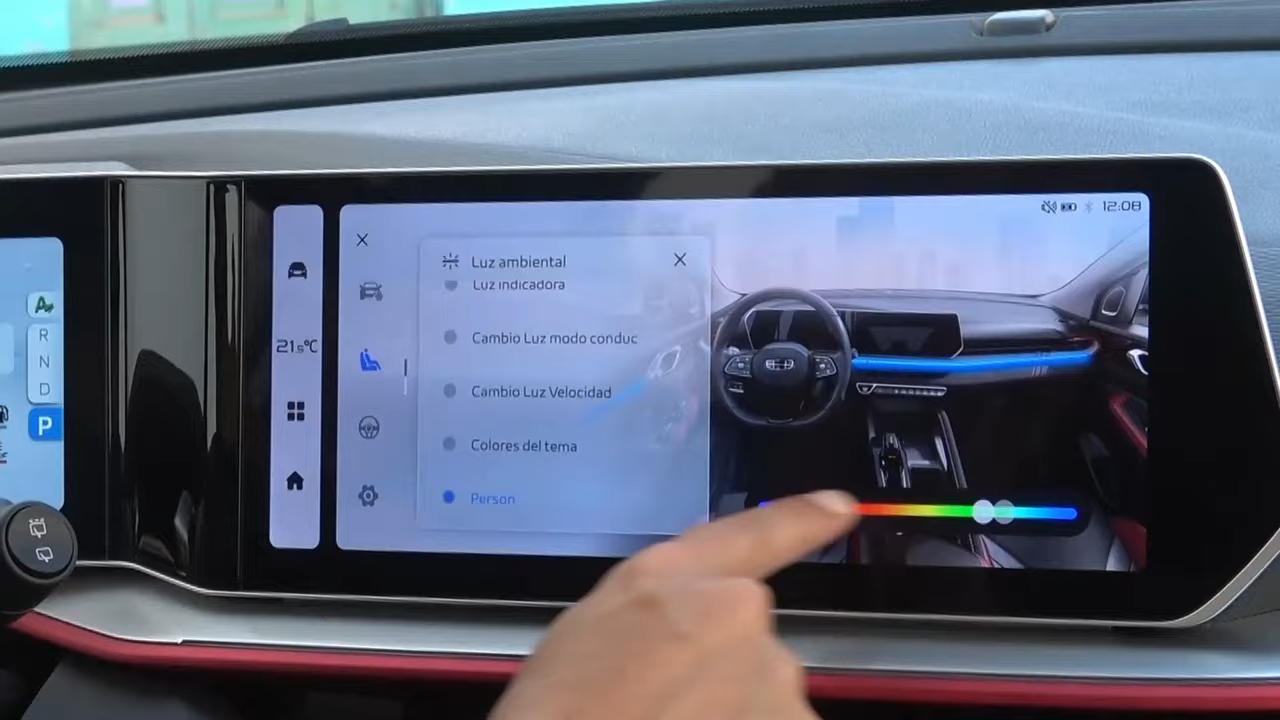 A
R
N
D
P
21.5°C
12:08
Luz ambiental
Luz indicadora
Cambio Luz modo conduc
Cambio Luz Velocidad
Colores del tema
Person